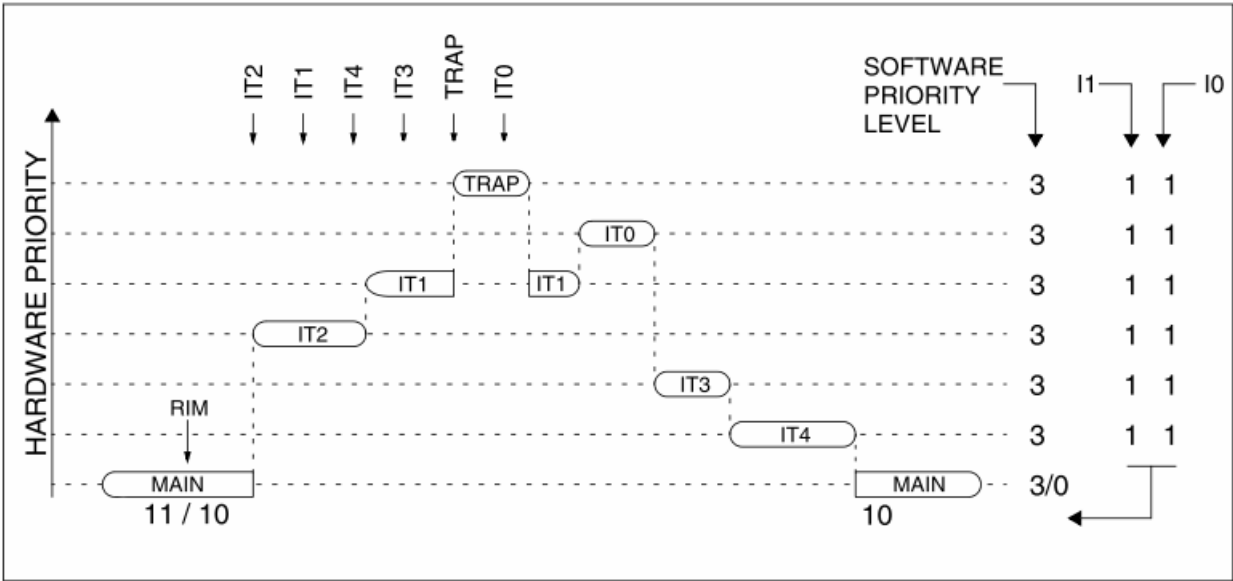 IT2
IT1
IT4
IT3
TRAP
IT0
SOFTWARE
PRIORITY
LEVEL
I1
I0
HARDWARE PRIORITY
TRAP
3
1 1
IT0
3
1 1
IT1
IT1
3
1 1
IT2
3
1 1
IT3
3
1 1
RIM
IT4
3
1 1
MAIN
MAIN
3/0
11 / 10
10